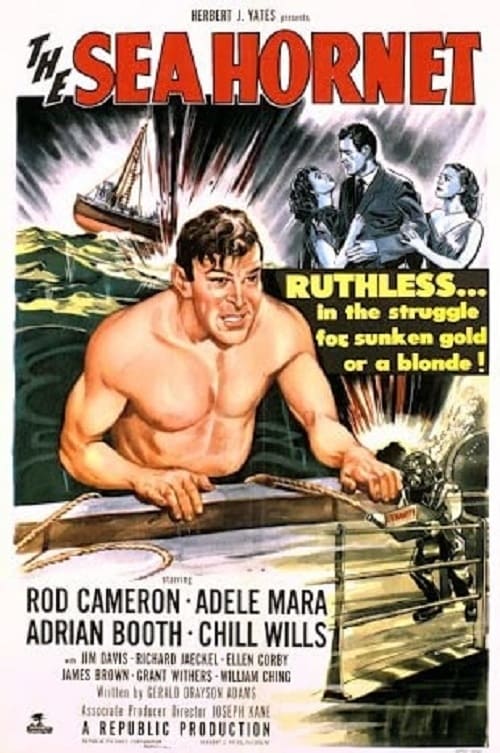 HERBERT J. YATES presents
THE SEA HORNET
RUTHLESS...
in the struggle
for sunken gold
or a blonde!
starring
ROD CAMERON · ADELE MARA
ADRIAN BOOTH · CHILL WILLS
with JIM DAVIS · RICHARD JAECKEL · ELLEN CORBY
JAMES BROWN · GRANT WITHERS · WILLIAM CHING
Written by GERALD DRAYSON ADAMS
Associate Producer Director JOSEPH KANE
A REPUBLIC PRODUCTION